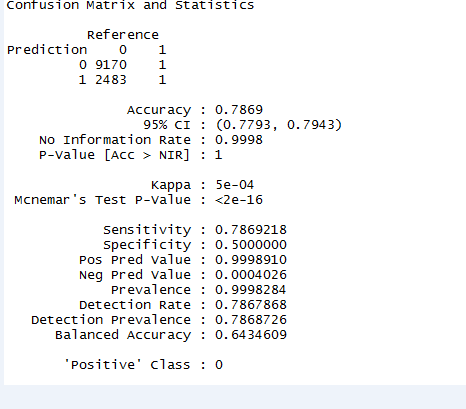 Confusion Matrix and Statistics
Reference
Prediction 0 1
0 9170 1
1 2483 1
Accuracy : 0.7869
95% CI : (0.7793, 0.7943)
No Information Rate : 0.9998
P-Value [Acc > NIR] : 1
Kappa : 5e-04
Mcnemar's Test P-Value : <2e-16
Sensitivity : 0.7869218
Specificity : 0.5000000
Pos Pred Value : 0.9998910
Neg Pred Value : 0.0004026
Prevalence : 0.9998284
Detection Rate : 0.7867868
Detection Prevalence : 0.7868726
Balanced Accuracy : 0.6434609
'Positive' Class : 0